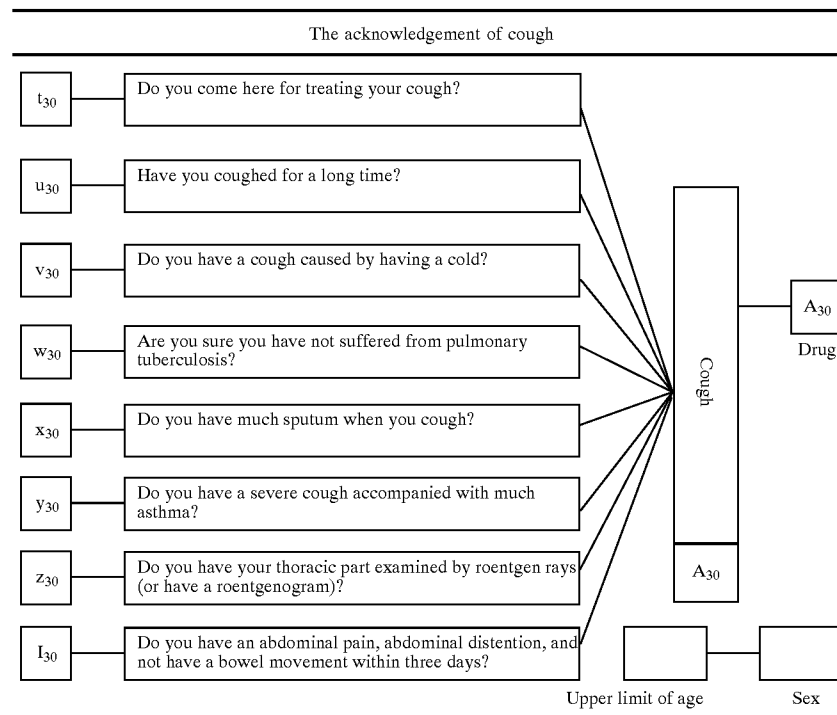 The acknowledgement of cough
t30
Do you come here for treating your cough?
u30
Have you coughed for a long time?
v30
Do you have a cough caused by having a cold?
w30
Are you sure you have not suffered from pulmonary
tuberculosis?
x30
Do you have much sputum when you cough?
y30
Do you have a severe cough accompanied with much
asthma?
z30
Do you have your thoracic part examined by roentgen rays
(or have a roentgenogram)?
I30
Do you have an abdominal pain, abdominal distention, and
not have a bowel movement within three days?
Cough
A30
A30
Drug
Upper limit of age
Sex